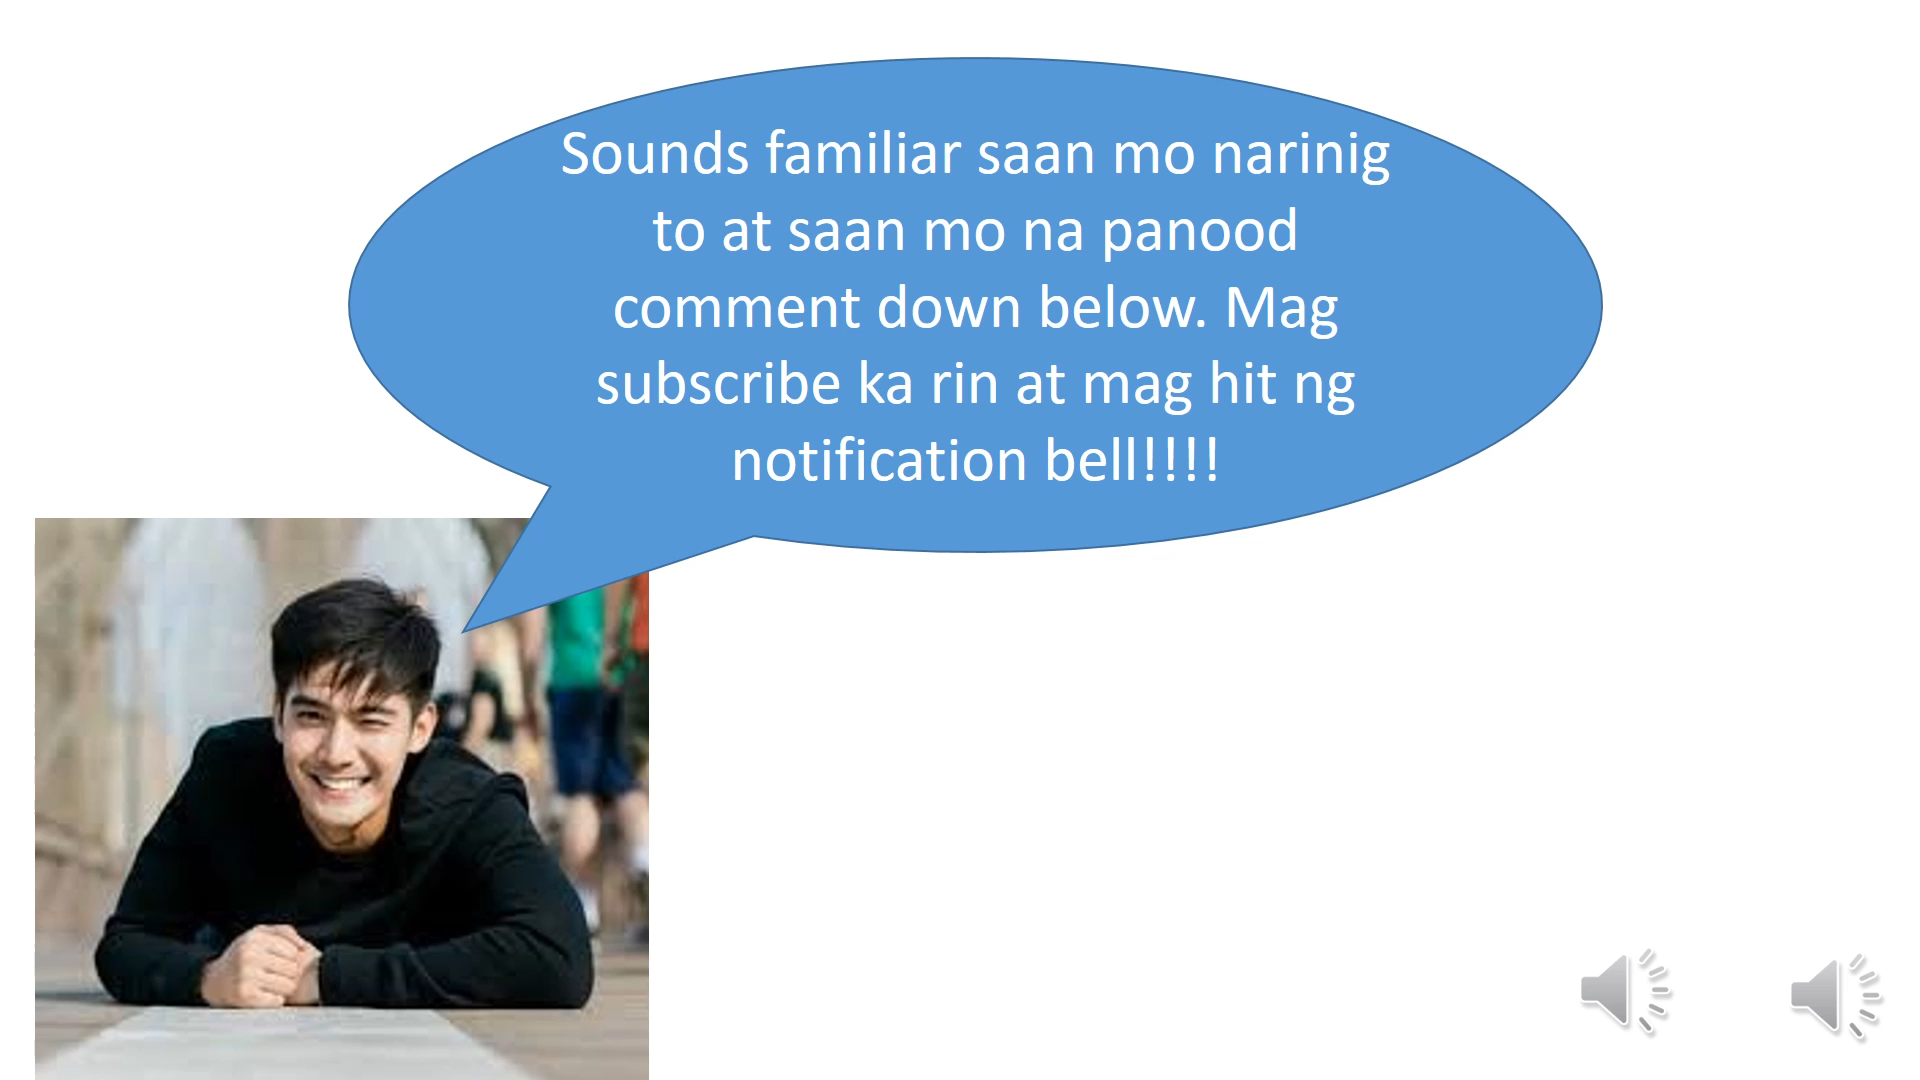 Sounds familiar saan mo narinig
to at saan mo na panood
comment down below. Mag
subscribe ka rin at mag hit ng
notification bell!!!!